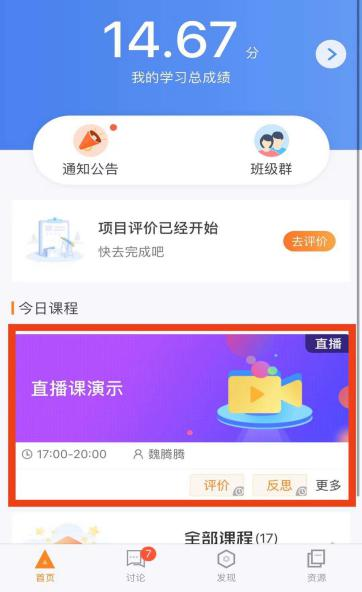 14.67 分
我的学习总成绩
通知公告 班级群
项目评价已经开始
快去完成吧
去评价
今日课程
直播
直播课演示
17:00-20:00 魏腾腾
评价 反思 更多
全部课程(17)
7
首页 讨论 发现 资源